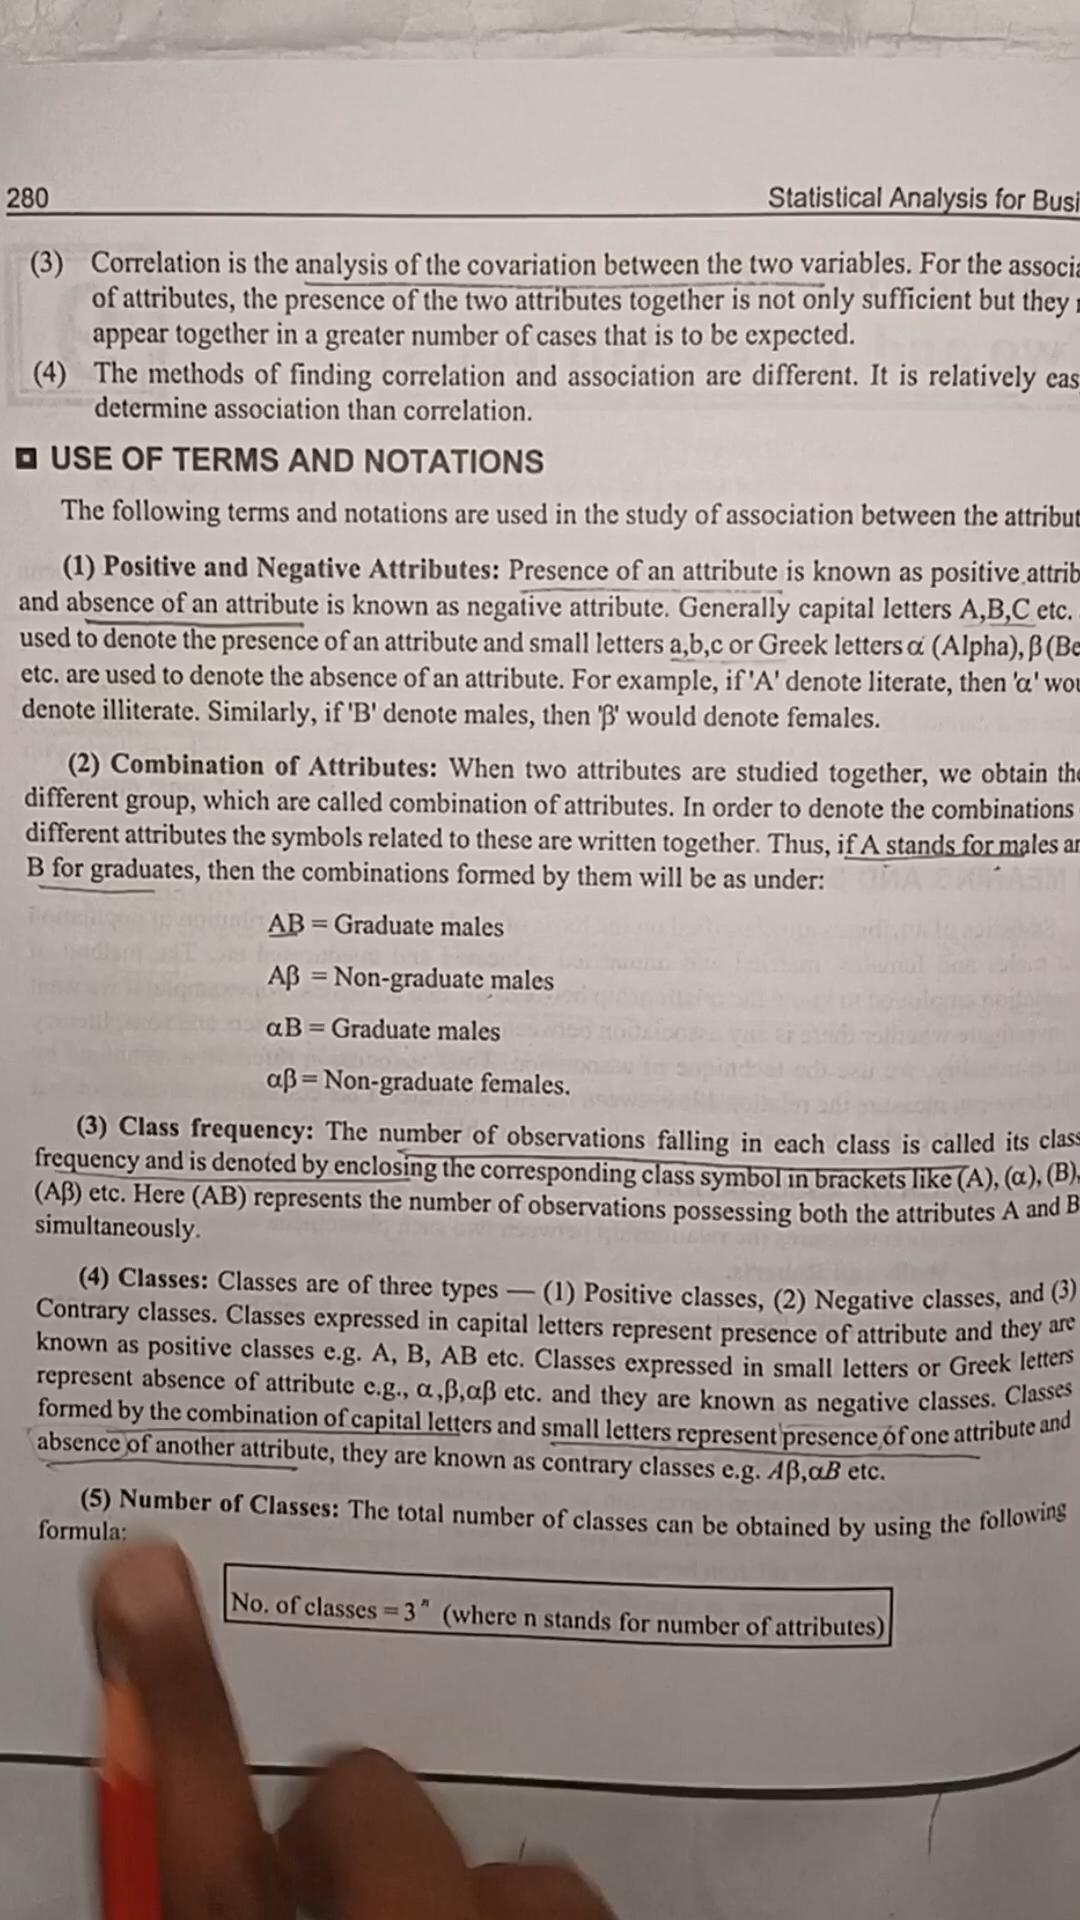 280
Statistical Analysis for Busi
(3) Correlation is the analysis of the covariation between the two variables. For the associa
of attributes, the presence of the two attributes together is not only sufficient but they
appear together in a greater number of cases that is to be expected.
(4) The methods of finding correlation and association are different. It is relatively eas
determine association than correlation.
USE OF TERMS AND NOTATIONS
The following terms and notations are used in the study of association between the attribut
(1) Positive and Negative Attributes: Presence of an attribute is known as positive attrib
and absence of an attribute is known as negative attribute. Generally capital letters A,B,C etc.
used to denote the presence of an attribute and small letters a,b,c or Greek letters α (Alpha), β (Be
etc. are used to denote the absence of an attribute. For example, if 'A' denote literate, then 'α' wou
denote illiterate. Similarly, if 'B' denote males, then 'β' would denote females.
(2) Combination of Attributes: When two attributes are studied together, we obtain the
different group, which are called combination of attributes. In order to denote the combinations
different attributes the symbols related to these are written together. Thus, if A stands for males an
B for graduates, then the combinations formed by them will be as under:
AB = Graduate males
Aβ = Non-graduate males
αB = Graduate males
αβ = Non-graduate females.
(3) Class frequency: The number of observations falling in each class is called its class
frequency and is denoted by enclosing the corresponding class symbol in brackets like (A), (α), (B),
(Aβ) etc. Here (AB) represents the number of observations possessing both the attributes A and B
simultaneously.
(4) Classes: Classes are of three types — (1) Positive classes, (2) Negative classes, and (3)
Contrary classes. Classes expressed in capital letters represent presence of attribute and they are
known as positive classes e.g. A, B, AB etc. Classes expressed in small letters or Greek letters
represent absence of attribute e.g., α,β,αβ etc. and they are known as negative classes. Classes
formed by the combination of capital letters and small letters represent presence of one attribute and
absence of another attribute, they are known as contrary classes e.g. Aβ,αB etc.
(5) Number of Classes: The total number of classes can be obtained by using the following
formula:
No. of classes = 3ⁿ (where n stands for number of attributes)